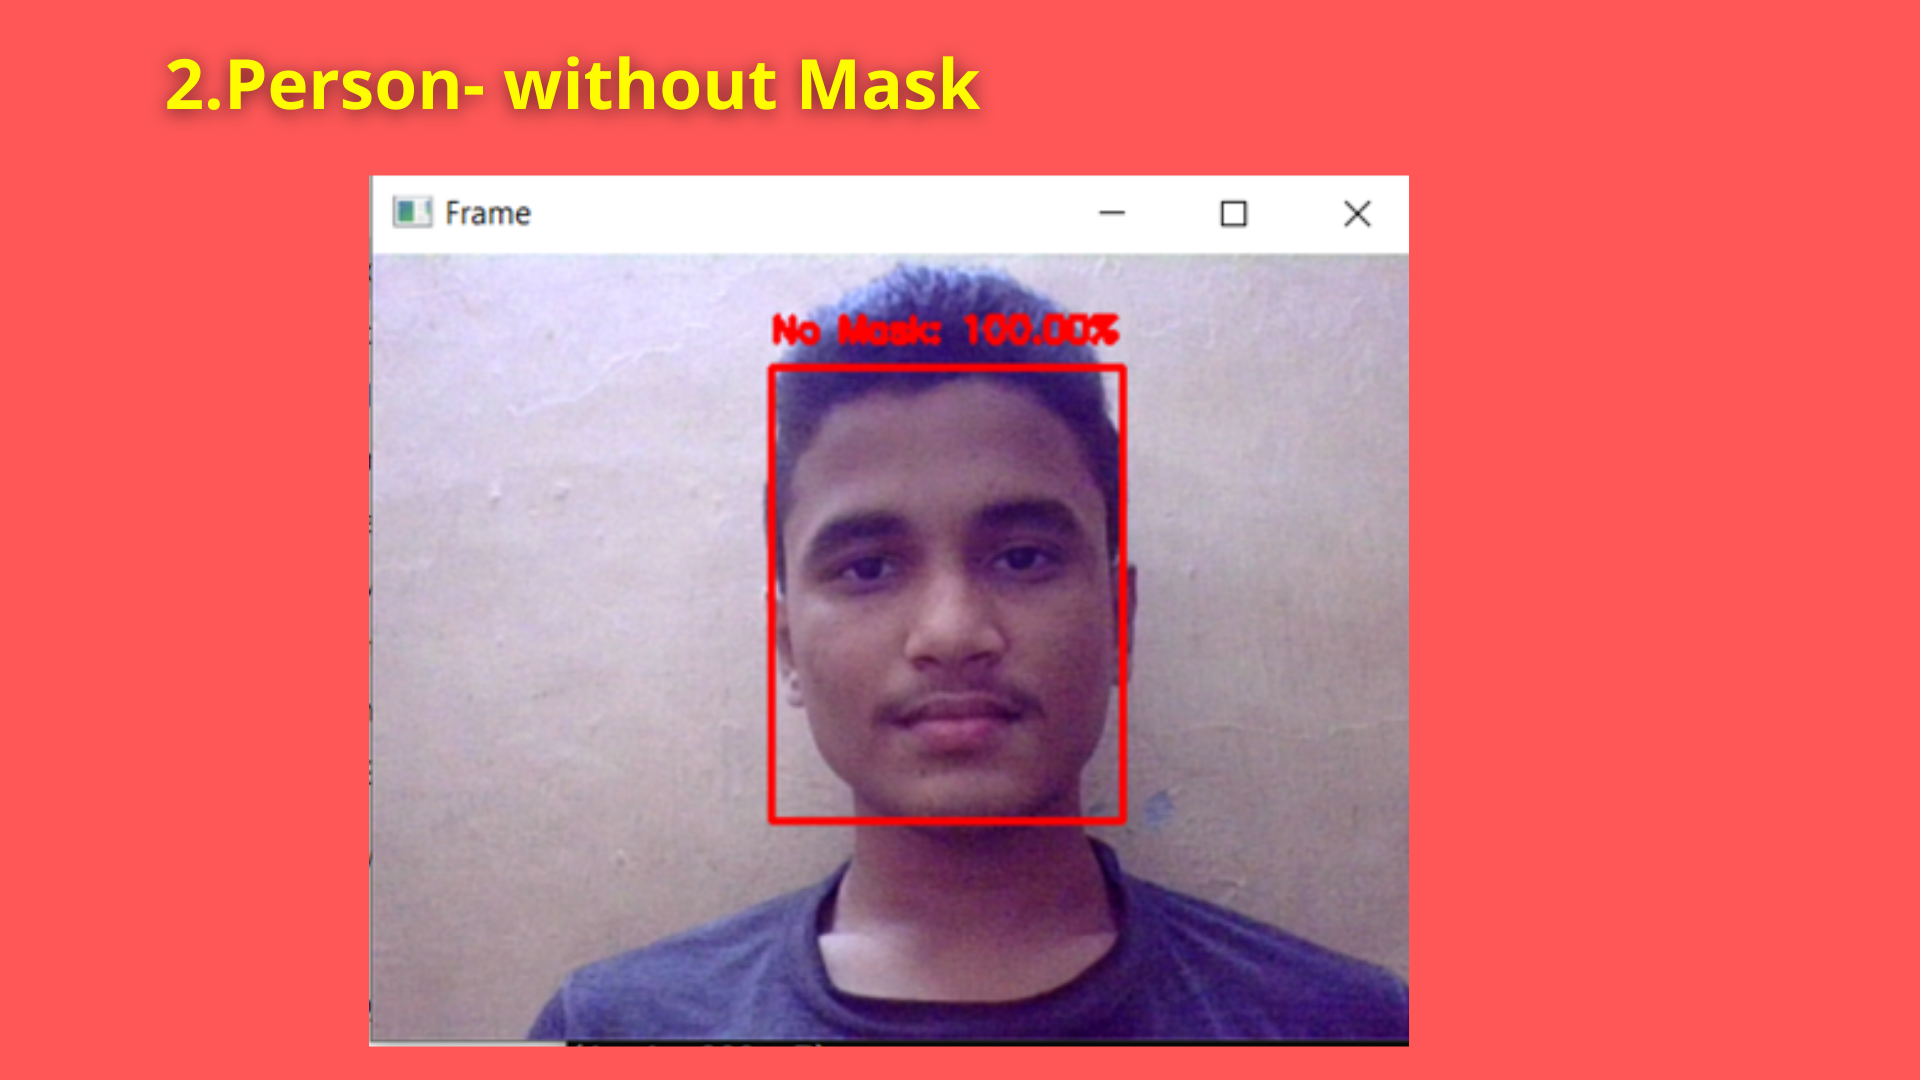 2.Person- without Mask
Frame
No Mask: 100.00%